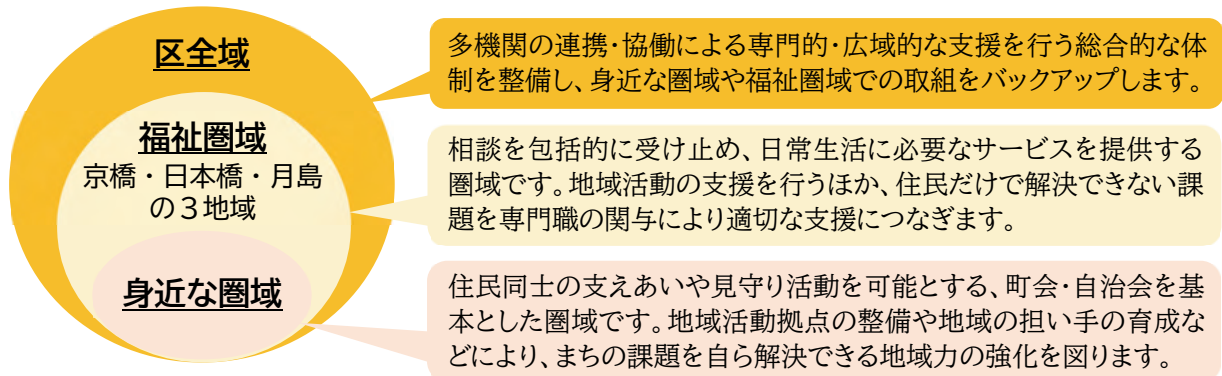 区全域
多機関の連携・協働による専門的・広域的な支援を行う総合的な体
制を整備し、身近な圏域や福祉圏域での取組をバックアップします。
福祉圏域
京橋・日本橋・月島
の3地域
相談を包括的に受け止め、日常生活に必要なサービスを提供する
圏域です。地域活動の支援を行うほか、住民だけで解決できない課
題を専門職の関与により適切な支援につなぎます。
身近な圏域
住民同士の支えあいや見守り活動を可能とする、町会・自治会を基
本とした圏域です。地域活動拠点の整備や地域の担い手の育成な
どにより、まちの課題を自ら解決できる地域力の強化を図ります。